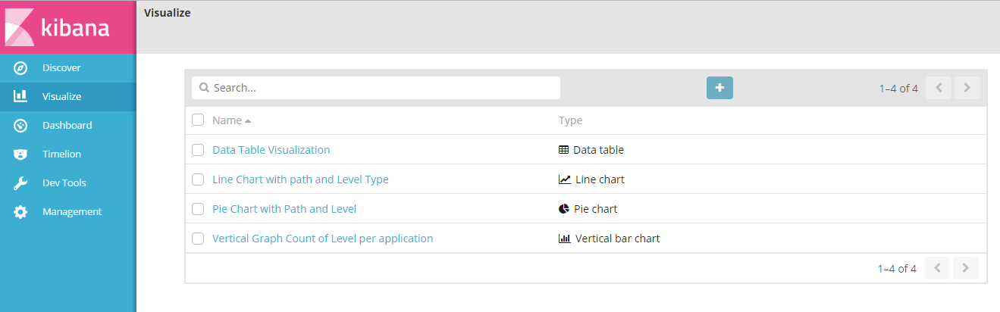 kibana
Visualize
Discover
Visualize
Dashboard
Timelion
Dev Tools
Management
Search...
1–4 of 4
Name Type
Data Table Visualization Data table
Line Chart with path and Level Type Line chart
Pie Chart with Path and Level Pie chart
Vertical Graph Count of Level per application Vertical bar chart
1–4 of 4